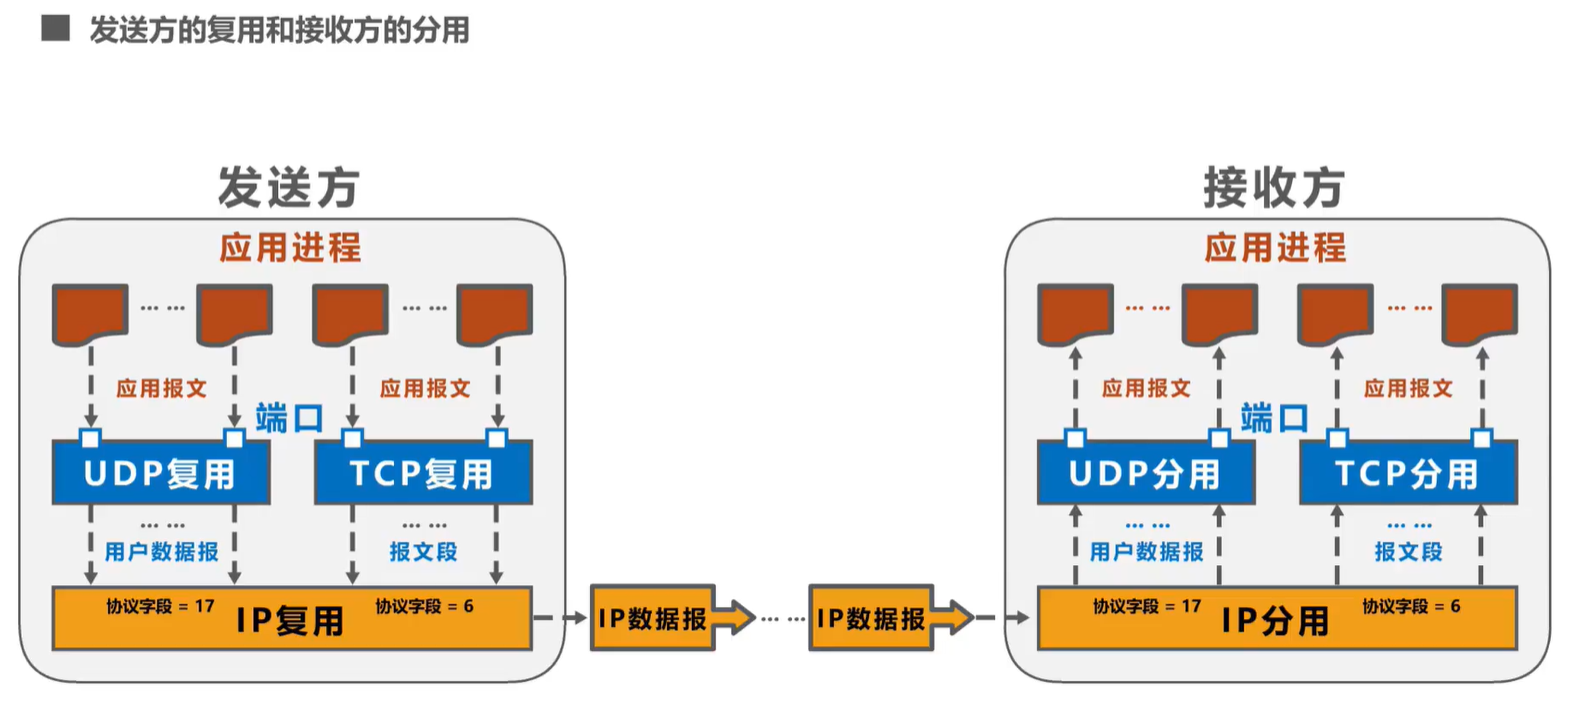 发送方的复用和接收方的分用
发送方
应用进程
… …
… …
应用报文
应用报文
端口
UDP复用
TCP复用
… …
… …
用户数据报
报文段
协议字段 = 17
协议字段 = 6
IP复用
IP数据报
… …
IP数据报
接收方
应用进程
… …
… …
应用报文
应用报文
端口
UDP分用
TCP分用
… …
… …
用户数据报
报文段
协议字段 = 17
协议字段 = 6
IP分用